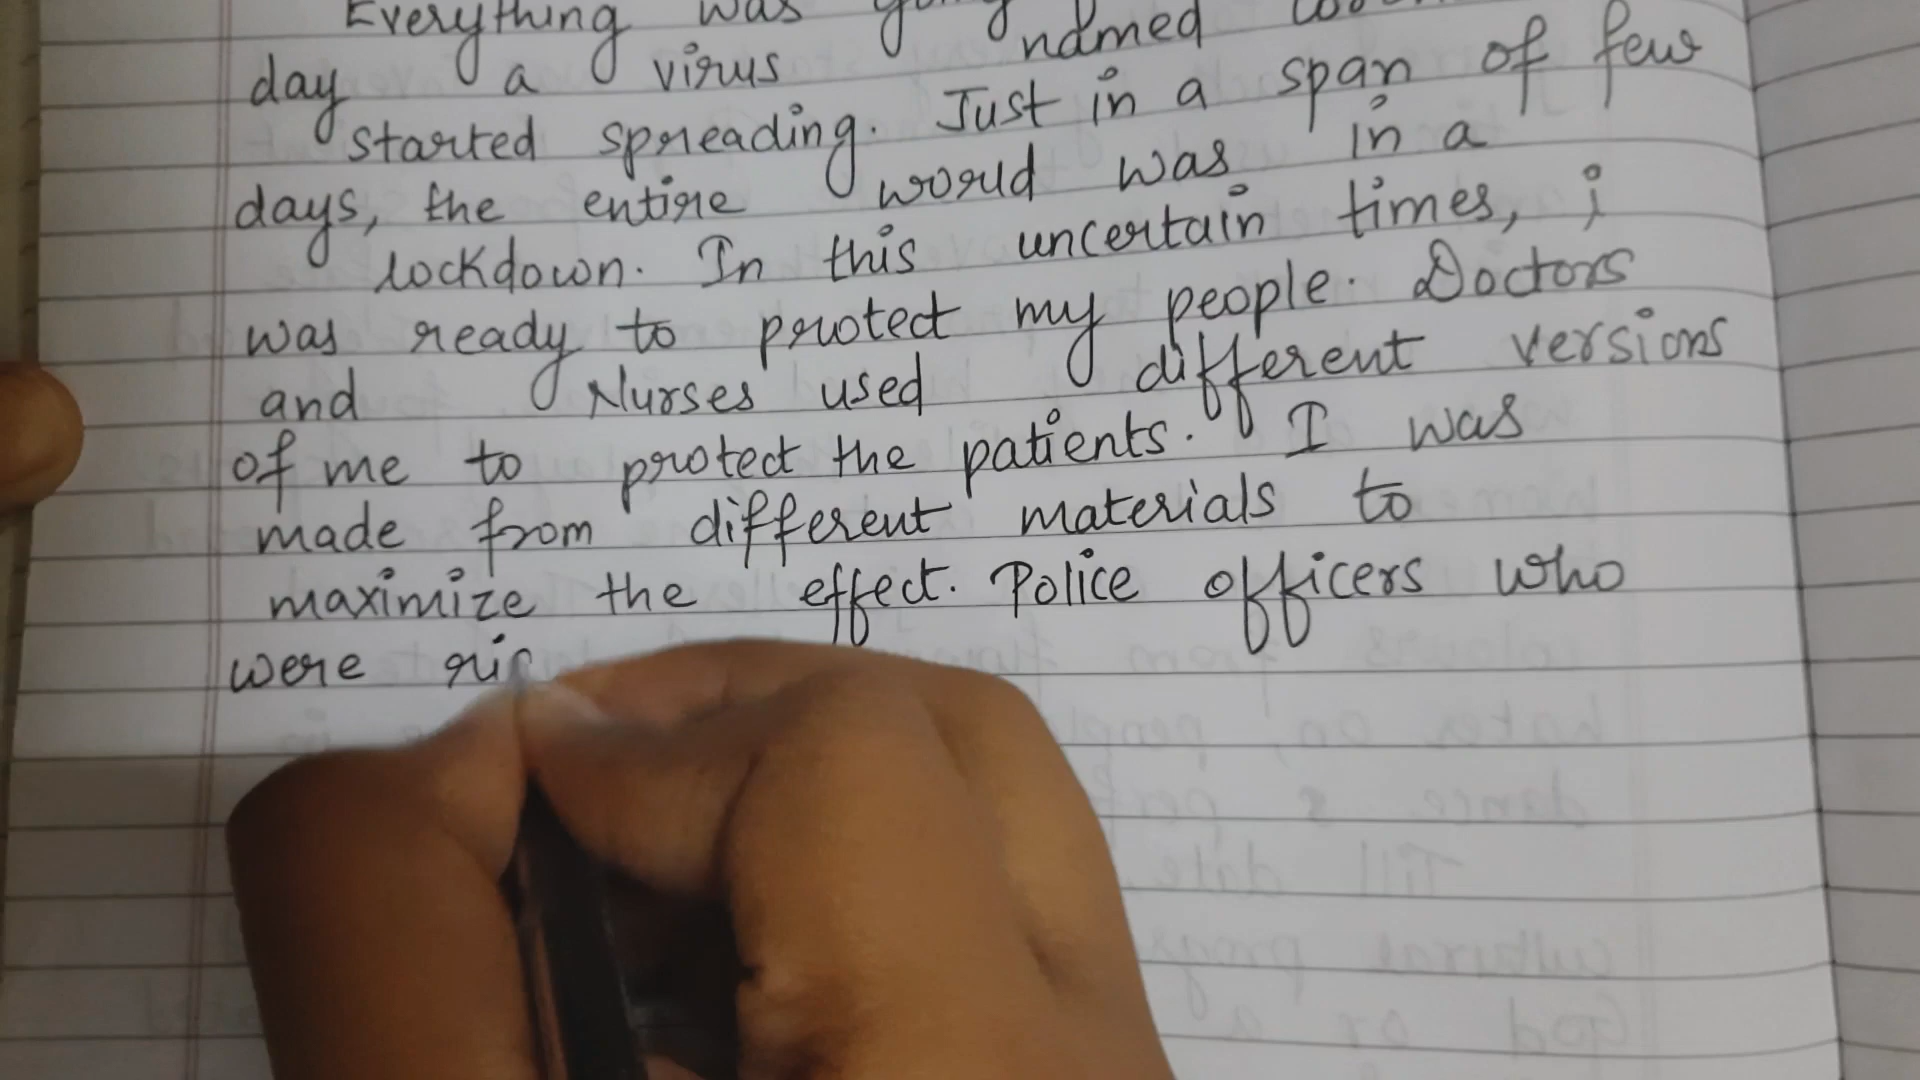 Everything was
day a virus named
started spreading. Just in a span of few
days, the entire world was in a
lockdown. In this uncertain times, i
was ready to protect my people. Doctors
and Nurses used different versions
of me to protect the patients. I was
made from different materials to
maximize the effect. Police officers who
were